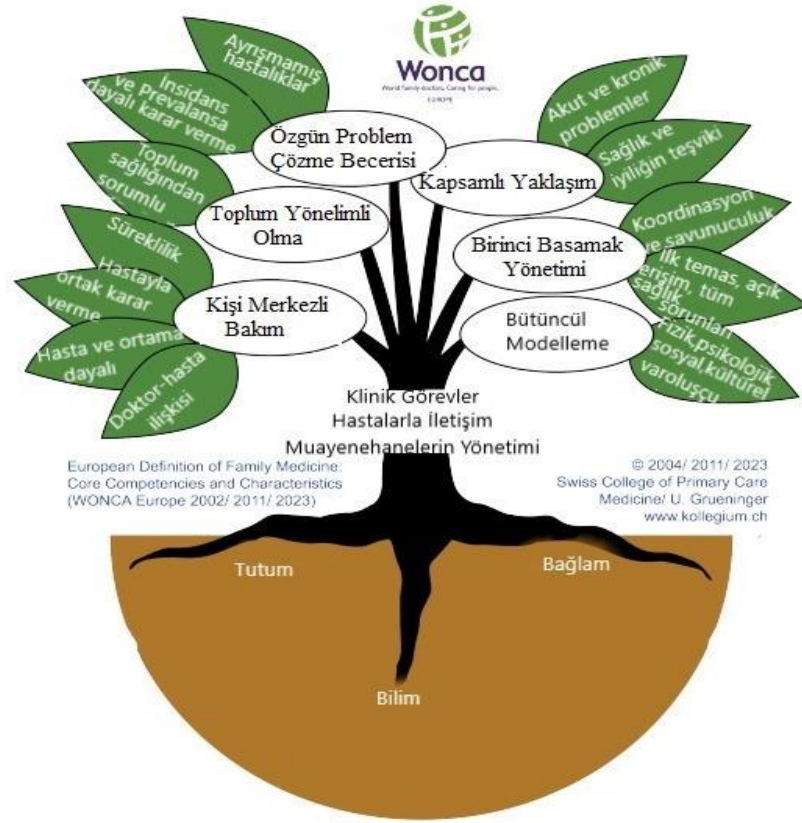 Wonca
World family doctors. Caring for people.
EUROPE
Ayrışmamış
hastalıklar
İnsidans
ve Prevalansa
dayalı karar verme
Toplum
sağlığından
sorumlu
Süreklilik
Hastayla
ortak karar
verme
Hasta ve ortama
dayalı
Doktor-hasta
ilişkisi
Özgün Problem
Çözme Becerisi
Toplum Yönelimli
Olma
Kişi Merkezli
Bakım
Kapsamlı Yaklaşım
Birinci Basamak
Yönetimi
Bütüncül
Modelleme
Akut ve kronik
problemler
Sağlık ve
iyiliğin teşviki
Koordinasyon
ve savunuculuk
İlk temas, açık
erişim, tüm
sağlık
sorunları
Fizik,psikolojik
sosyal,kültürel
varoluşçu
Klinik Görevler
Hastalarla İletişim
Muayenehanelerin Yönetimi
European Definition of Family Medicine:
Core Competencies and Characteristics
(WONCA Europe 2002/ 2011/ 2023)
© 2004/ 2011/ 2023
Swiss College of Primary Care
Medicine/ U. Grueninger
www.kollegium.ch
Tutum
Bağlam
Bilim